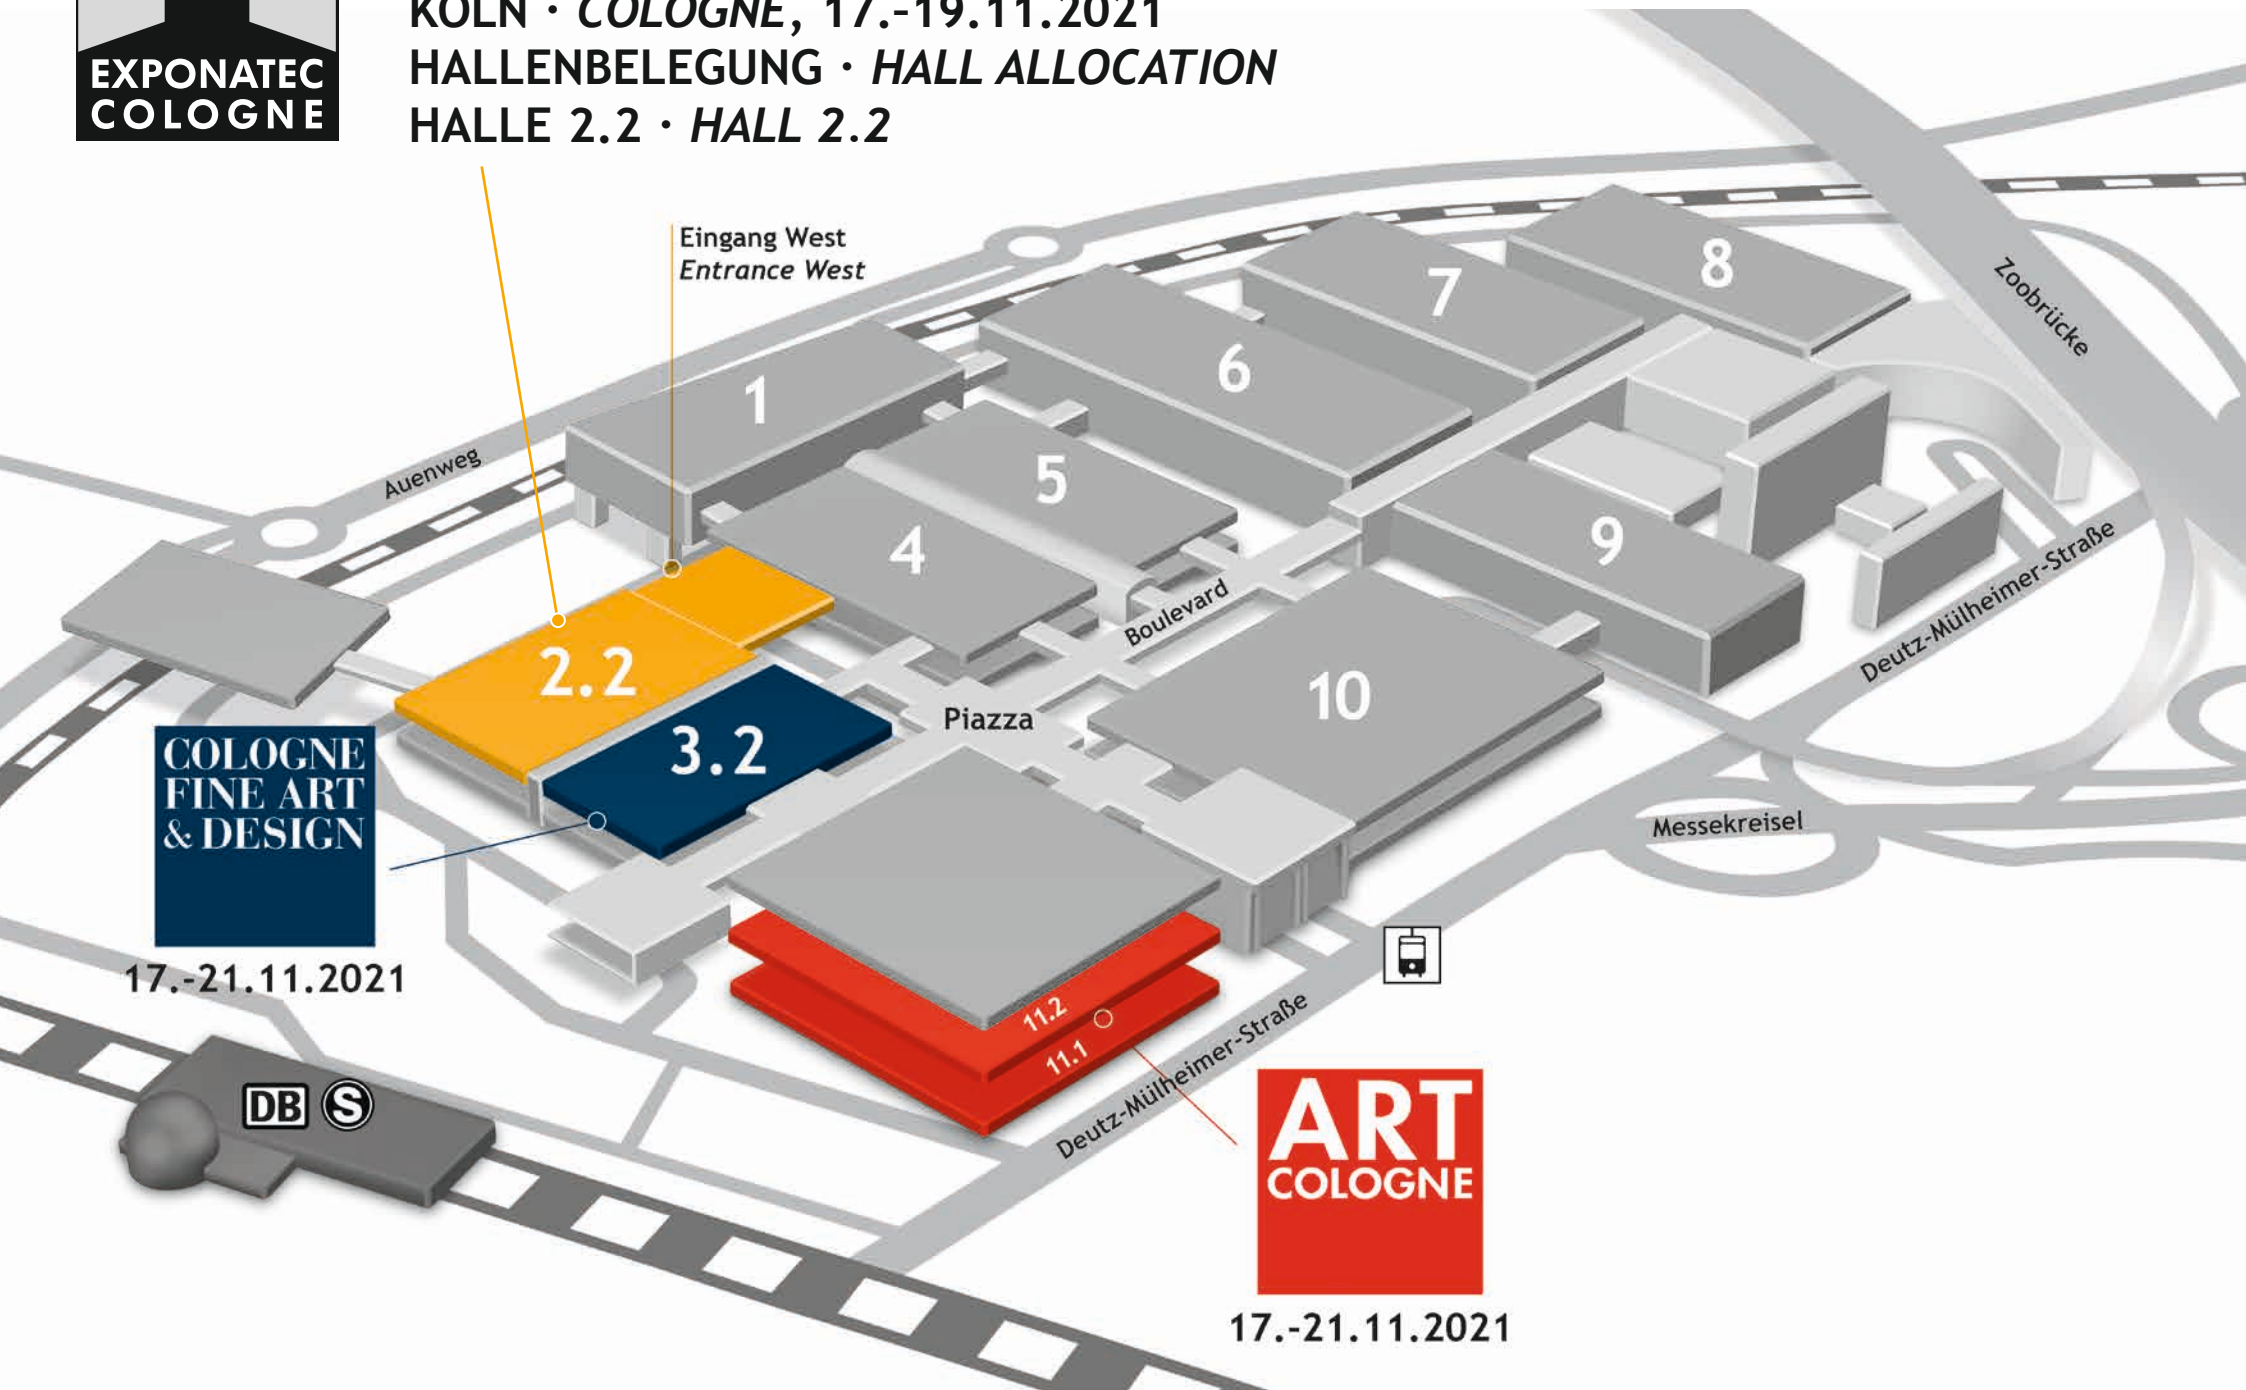 EXPONATEC
COLOGNE
KÖLN · COLOGNE, 17.-19.11.2021
HALLENBELEGUNG · HALL ALLOCATION
HALLE 2.2 · HALL 2.2
Eingang West
Entrance West
8
7
Zoobrücke
6
1
Auenweg
5
4
9
Deutz-Mülheimer-Straße
Boulevard
2.2
10
Piazza
3.2
COLOGNE
FINE ART
& DESIGN
17.-21.11.2021
Messekreisel
11.2
11.1
Deutz-Mülheimer-Straße
DB S
ART
COLOGNE
17.-21.11.2021